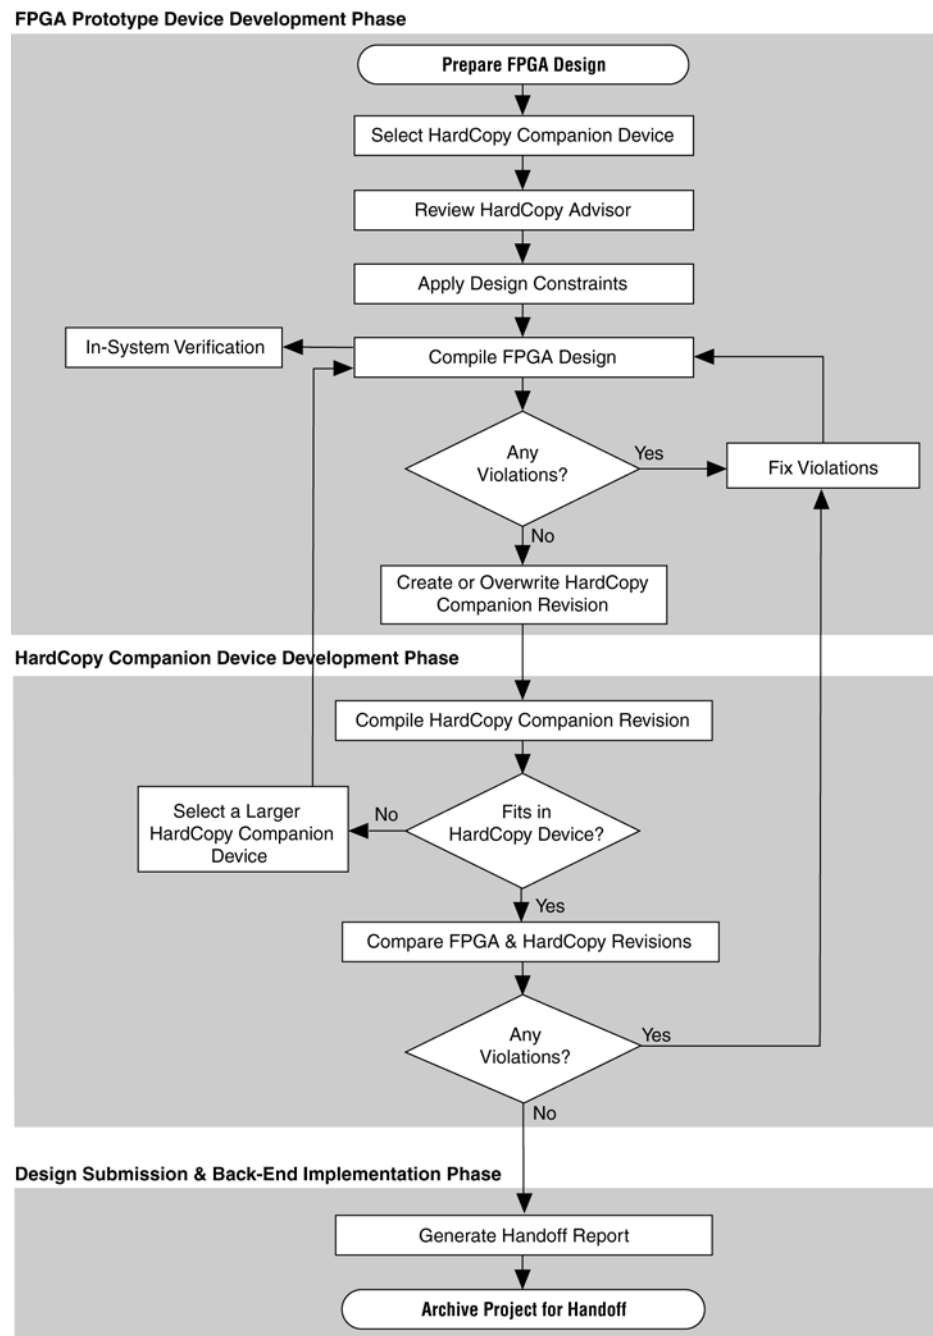 FPGA Prototype Device Development Phase
Prepare FPGA Design
Select HardCopy Companion Device
Review HardCopy Advisor
Apply Design Constraints
In-System Verification
Compile FPGA Design
Any
Violations?
Yes
Fix Violations
No
Create or Overwrite HardCopy
Companion Revision
HardCopy Companion Device Development Phase
Compile HardCopy Companion Revision
Select a Larger
HardCopy Companion
Device
No
Fits in
HardCopy Device?
Yes
Compare FPGA & HardCopy Revisions
Any
Violations?
Yes
No
Design Submission & Back-End Implementation Phase
Generate Handoff Report
Archive Project for Handoff